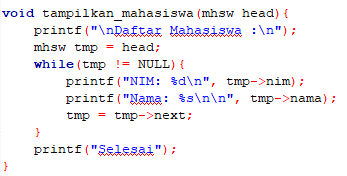 void tampilkan_mahasiswa(mhsw head){
    printf("\nDaftar Mahasiswa :\n");
    mhsw tmp = head;
    while(tmp != NULL){
        printf("NIM: %d\n", tmp->nim);
        printf("Nama: %s\n\n", tmp->nama);
        tmp = tmp->next;
    }
    printf("Selesai");
}